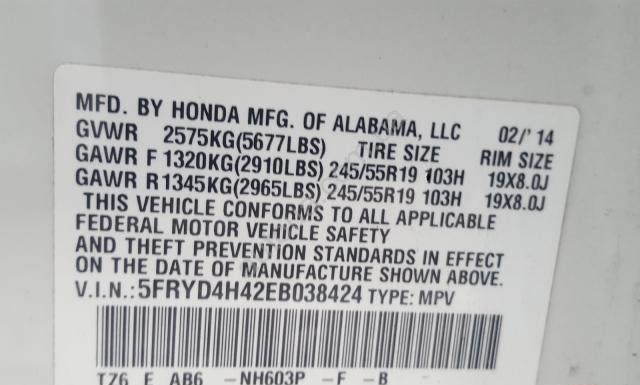 MFD. BY HONDA MFG. OF ALABAMA, LLC 02/' 14
GVWR 2575KG(5677LBS) TIRE SIZE RIM SIZE
GAWR F 1320KG(2910LBS) 245/55R19 103H 19X8.0J
GAWR R 1345KG(2965LBS) 245/55R19 103H 19X8.0J
THIS VEHICLE CONFORMS TO ALL APPLICABLE
FEDERAL MOTOR VEHICLE SAFETY
AND THEFT PREVENTION STANDARDS IN EFFECT
ON THE DATE OF MANUFACTURE SHOWN ABOVE.
V.I.N.:5FRYD4H42EB038424 TYPE: MPV
TZ6 E AB6 -NH603P -F -B